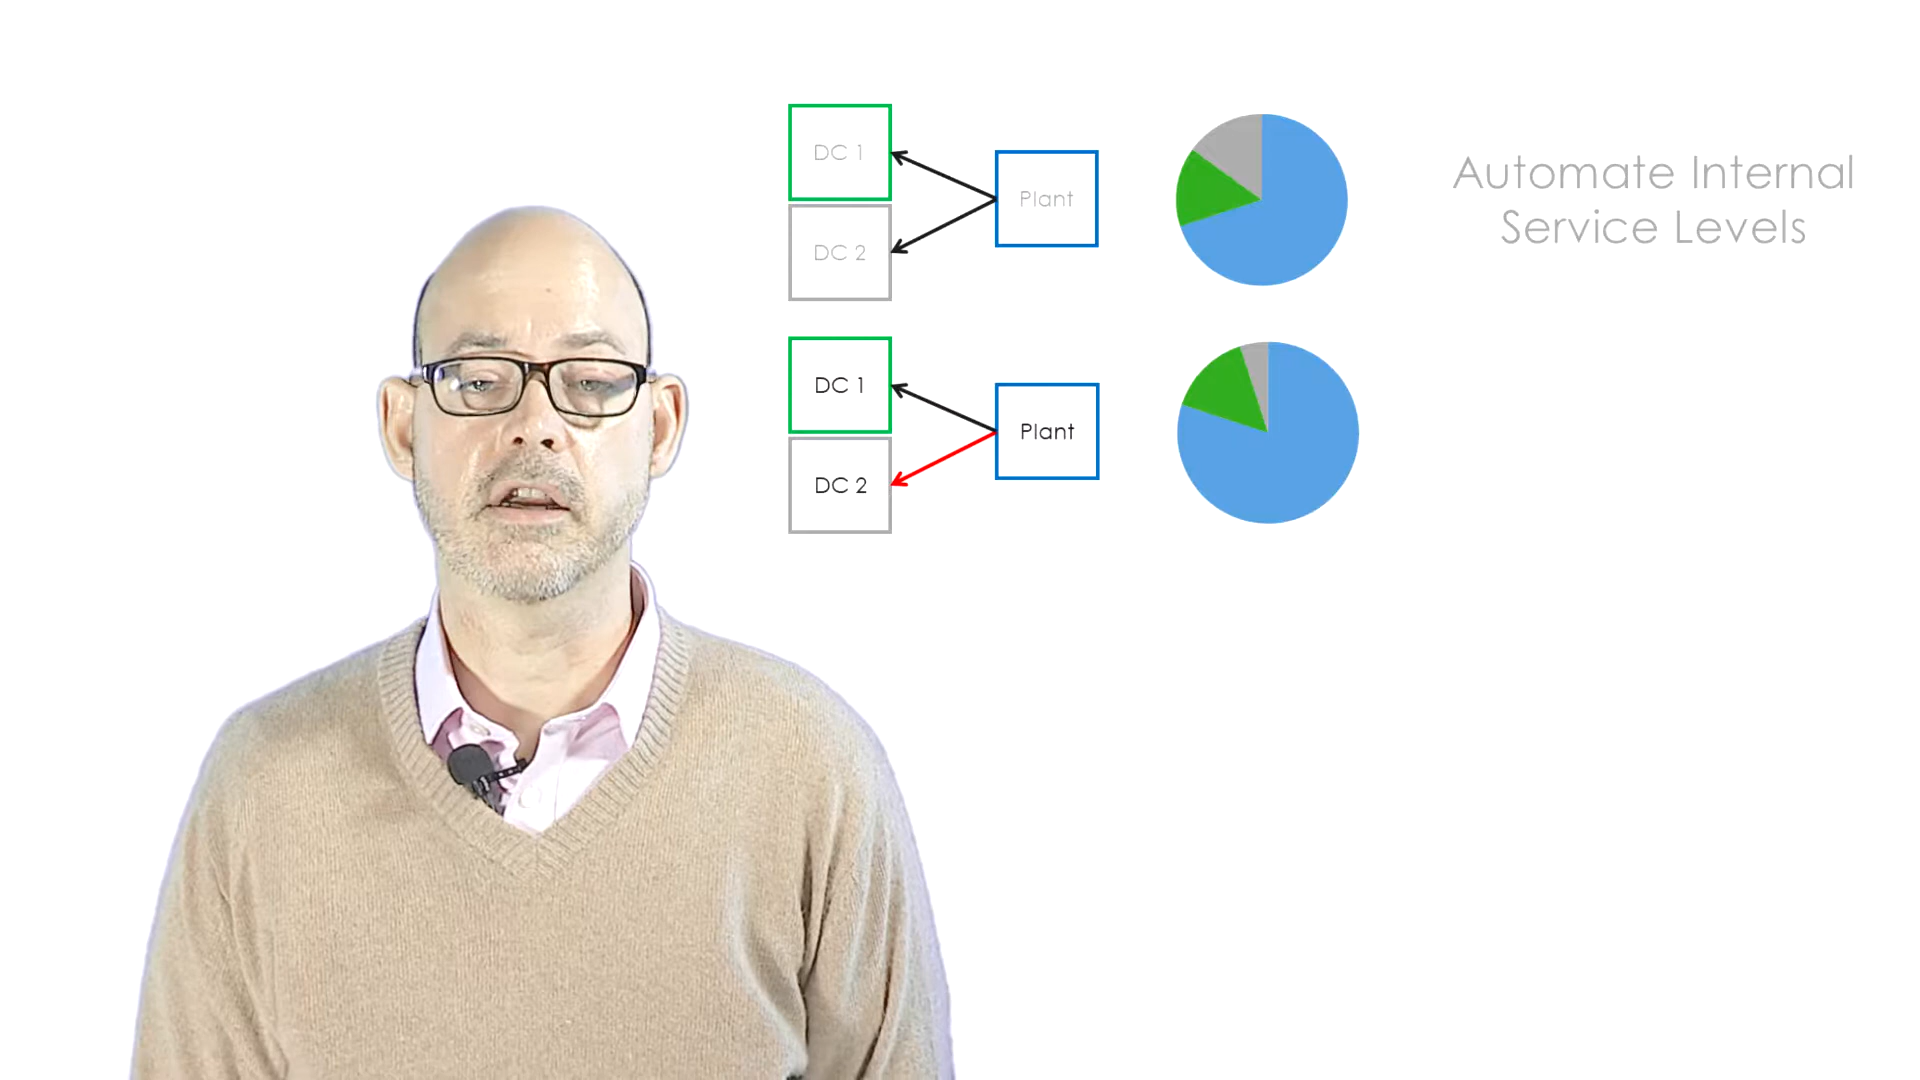 DC 1
Plant
DC 2
Automate Internal
Service Levels
DC 1
Plant
DC 2